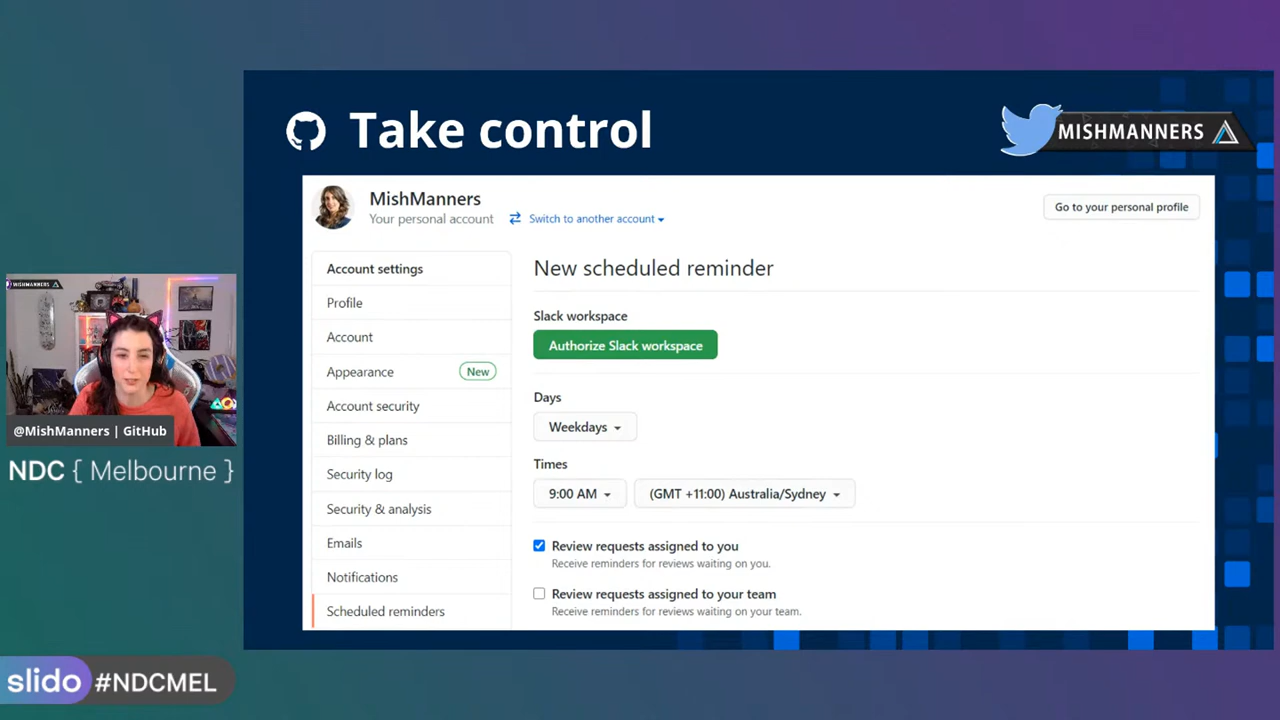 Take control
MISHMANNERS
MishManners
Your personal account
Switch to another account
Go to your personal profile
Account settings
Profile
Account
Appearance
New
Account security
Billing & plans
Security log
Security & analysis
Emails
Notifications
Scheduled reminders
New scheduled reminder
Slack workspace
Authorize Slack workspace
Days
Weekdays
Times
9:00 AM
(GMT +11:00) Australia/Sydney
Review requests assigned to you
Receive reminders for reviews waiting on you.
Review requests assigned to your team
Receive reminders for reviews waiting on your team.
MISHMANNERS
@MishManners | GitHub
NDC { Melbourne }
slido #NDCMEL